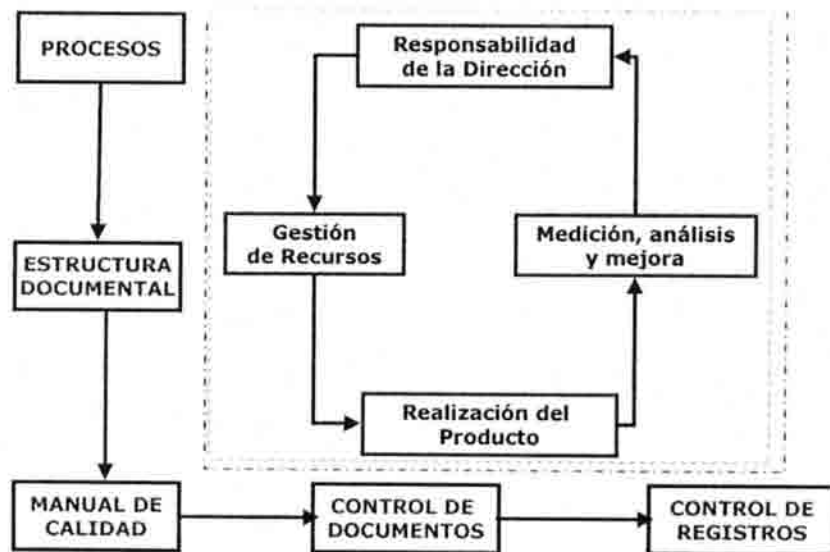 PROCESOS
Responsabilidad
de la Dirección
Gestión
de Recursos
Medición, análisis
y mejora
ESTRUCTURA
DOCUMENTAL
Realización del
Producto
MANUAL DE
CALIDAD
CONTROL DE
DOCUMENTOS
CONTROL DE
REGISTROS